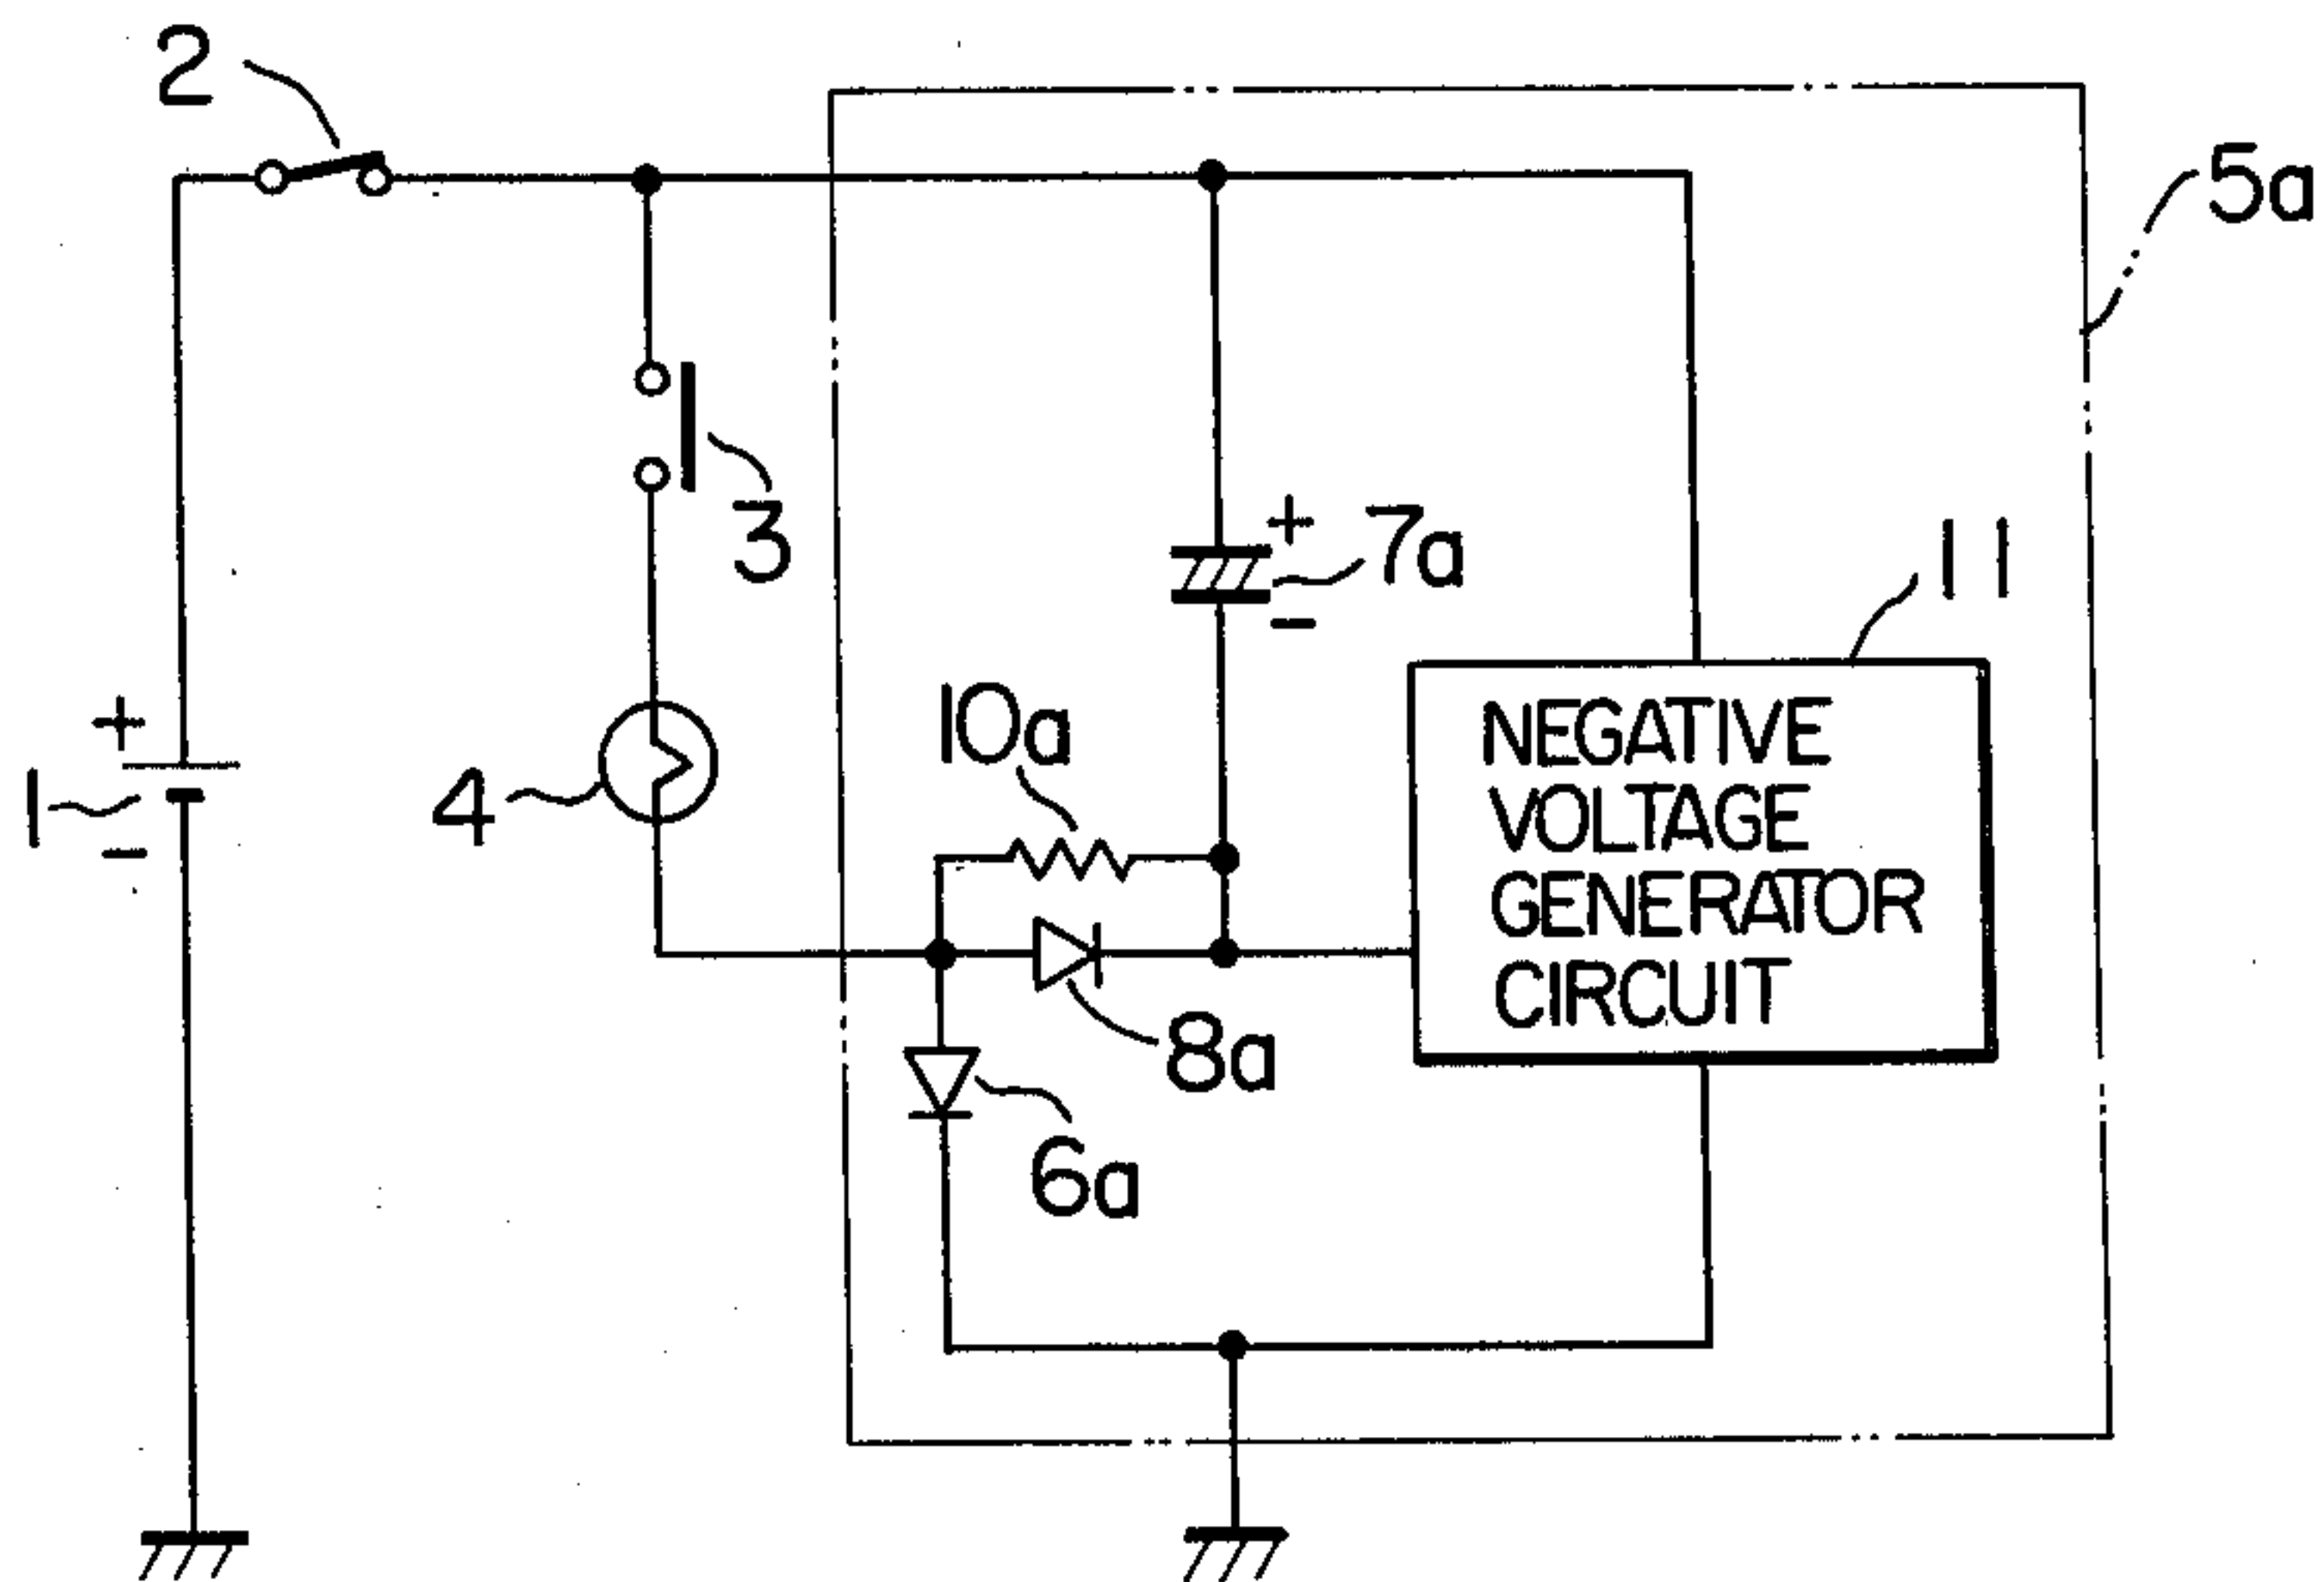 2
5a
3
+
7a
-
11
+
1
-
4
10a
NEGATIVE
VOLTAGE
GENERATOR
CIRCUIT
8a
6a